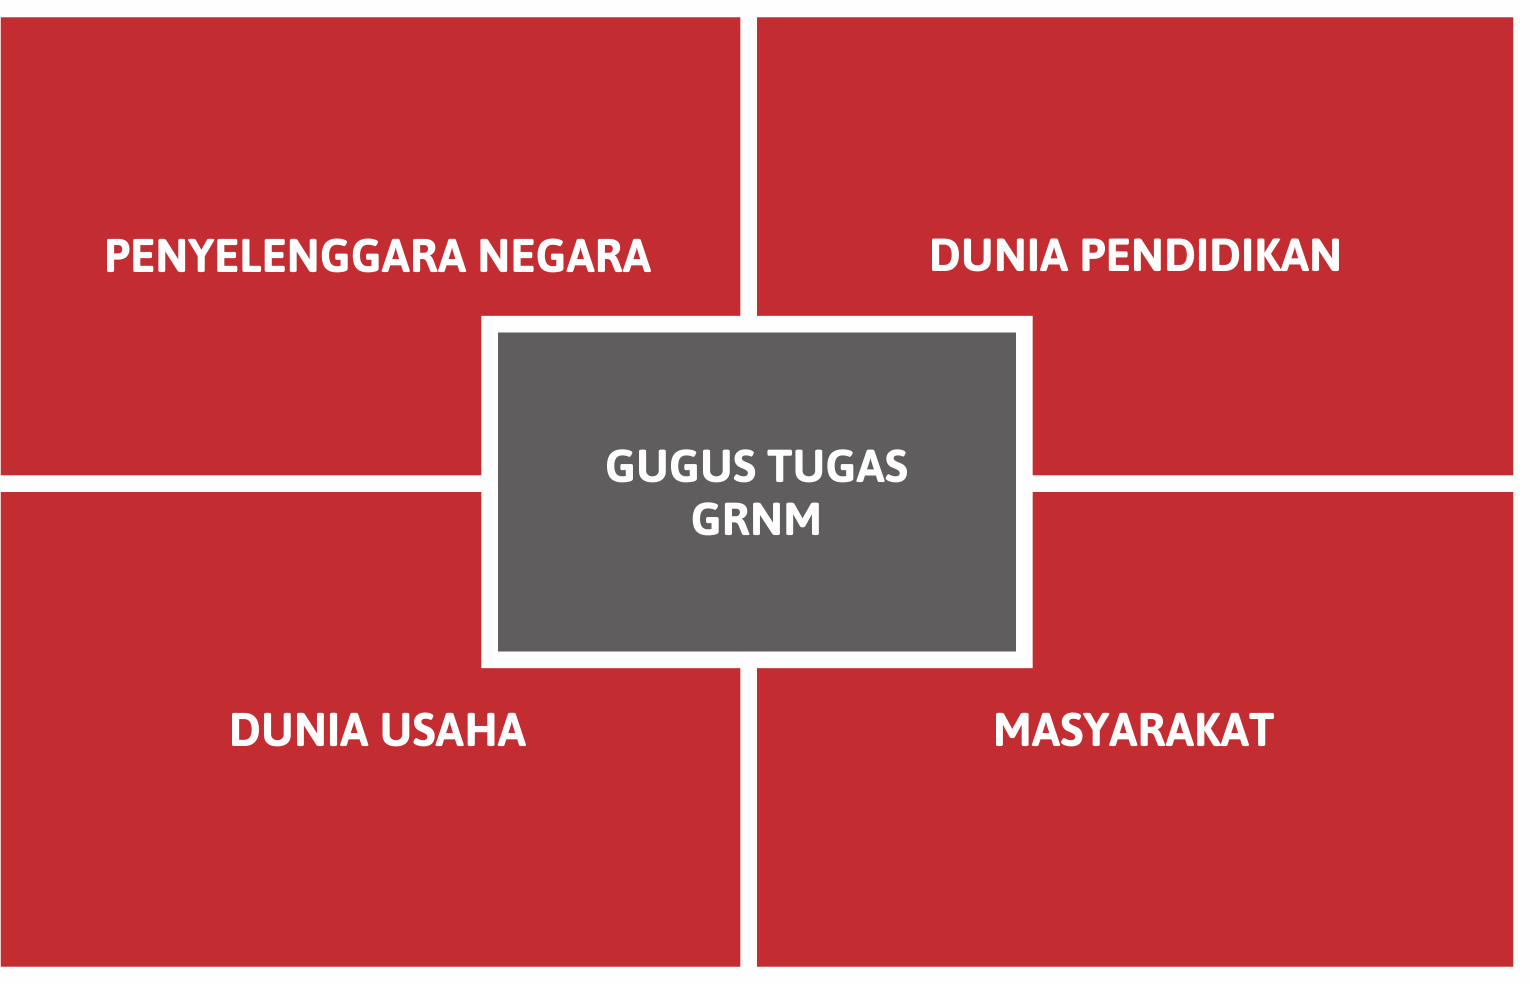 PENYELENGGARA NEGARA
DUNIA PENDIDIKAN
GUGUS TUGAS
GRNM
DUNIA USAHA
MASYARAKAT